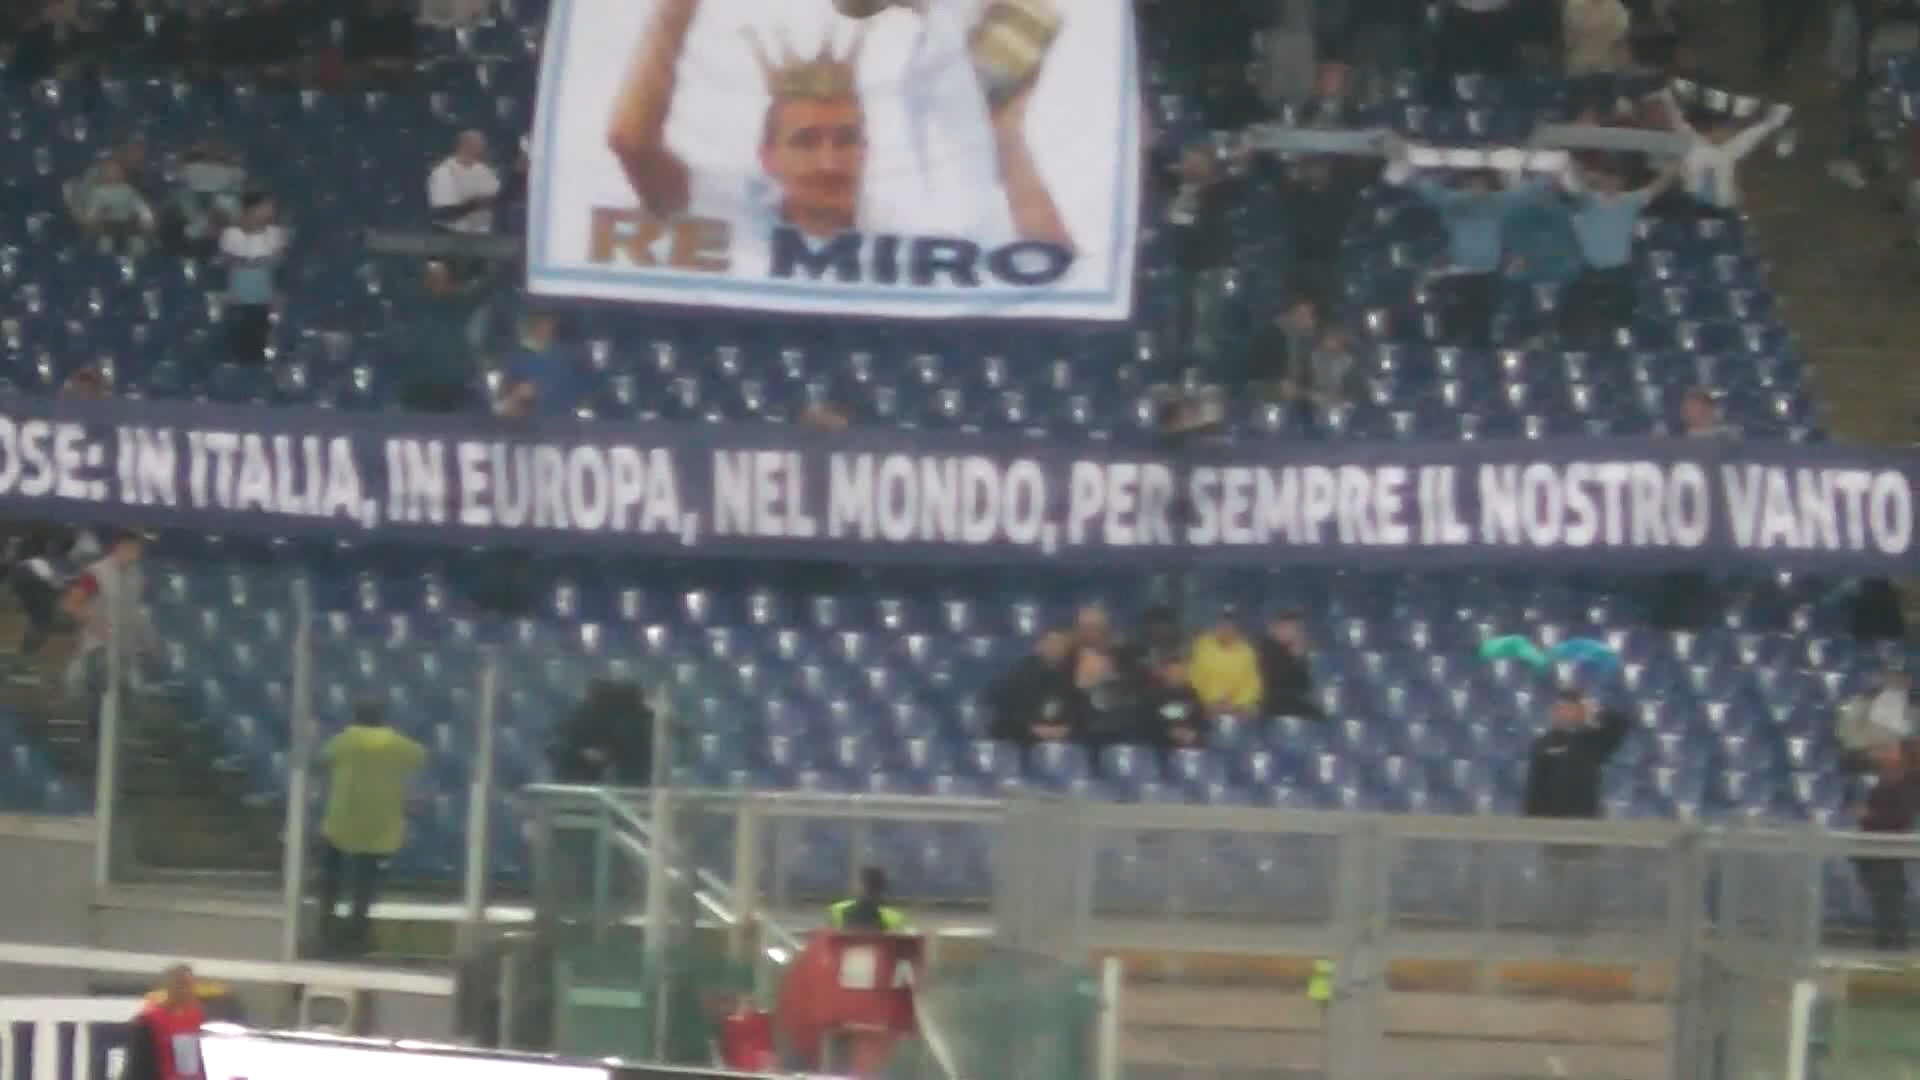 RE MIRO
OSE: IN ITALIA, IN EUROPA, NEL MONDO, PER SEMPRE IL NOSTRO VANTO
A